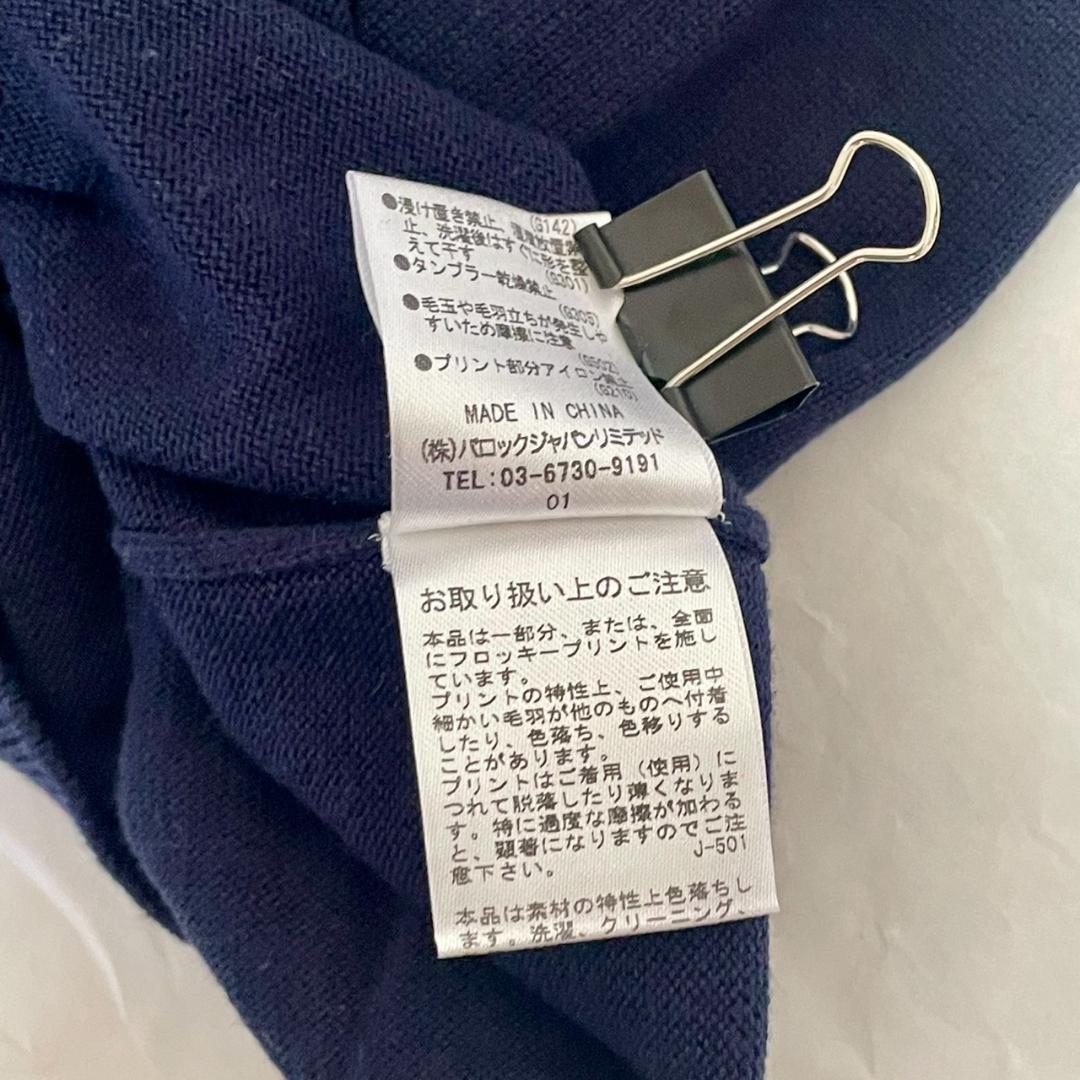 ●浸け置き禁止、湿潤放置禁
止、洗濯後はすぐに形を整
えて干す
(G142)
●タンブラー乾燥禁止
(G301)
●毛玉や毛羽立ちが発生しや
すいため摩擦に注意
(G305)
(G502)
●プリント部分アイロン禁止
(G210)
MADE IN CHINA
(株)バロックジャパンリミテッド
TEL:03-6730-9191
01
お取り扱い上のご注意
本品は一部分、または、全面
にフロッキープリントを施し
ています。
プリントの特性上、ご使用中
細かい毛羽が他のものへ付着
したり、色落ち、色移りする
ことがあります。
プリントはご着用(使用)に
つれて脱落したり薄くなりま
す。特に過度な摩擦が加わる
と、顕著になりますのでご注
意下さい。
J-501
本品は素材の特性上色落ちし
ます。洗濯、クリーニング、